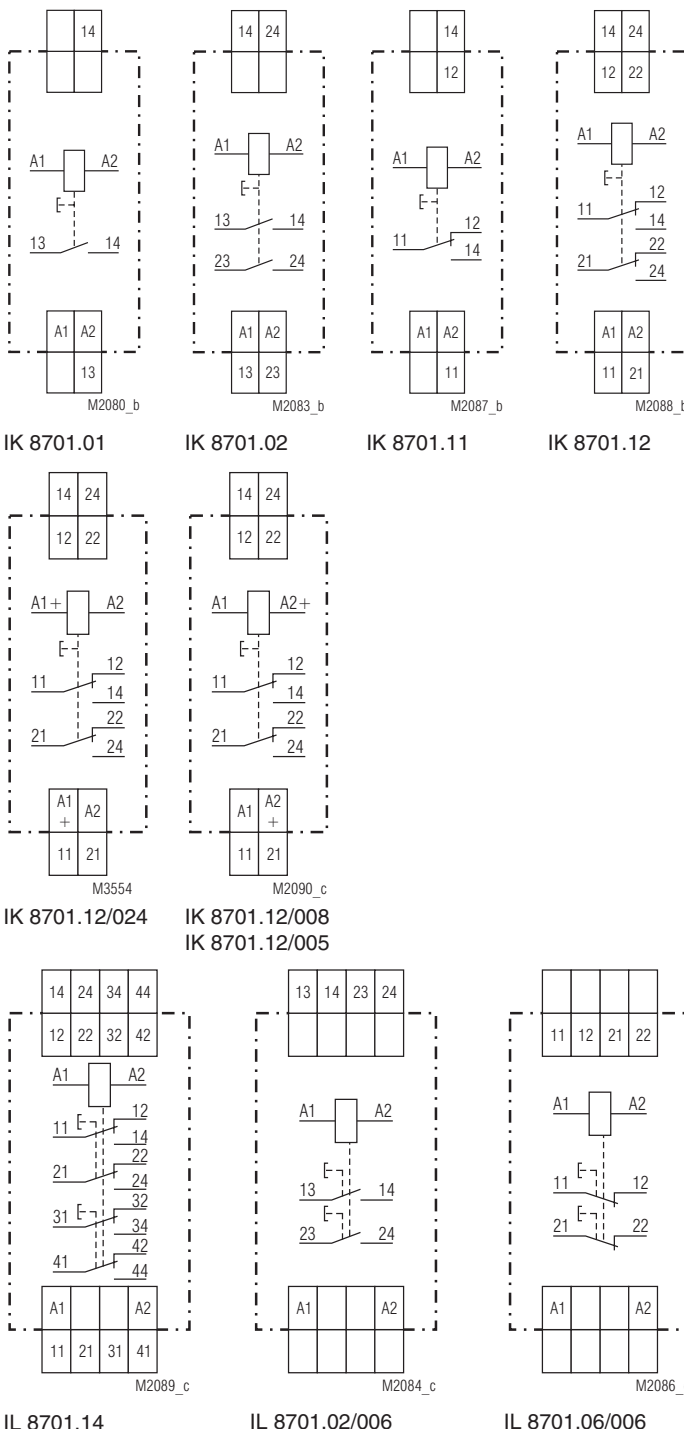 14
A1 A2
13 14
A1 A2
13
M2080_b
IK 8701.01
14 24
A1 A2
13 14
23 24
A1 A2
13 23
M2083_b
IK 8701.02
14
12
A1 A2
12
11
14
A1 A2
11
M2087_b
IK 8701.11
14 24
12 22
A1 A2
12
11
14
22
21
24
A1 A2
11 21
M2088_b
IK 8701.12
14 24
12 22
A1+ A2
12
11
14
22
21
24
A1 A2
+
11 21
M3554
IK 8701.12/024
14 24
12 22
A1 A2+
12
11
14
22
21
24
A1 A2
+
11 21
M2090_c
IK 8701.12/008
IK 8701.12/005
14 24 34 44
12 22 32 42
A1 A2
12
11
14
22
21
24
32
31
34
42
41
44
A1 A2
11 21 31 41
M2089_c
IL 8701.14
13 14 23 24
A1 A2
13 14
23 24
A1 A2
M2084_c
IL 8701.02/006
11 12 21 22
A1 A2
11 12
21 22
A1 A2
M2086_
IL 8701.06/006